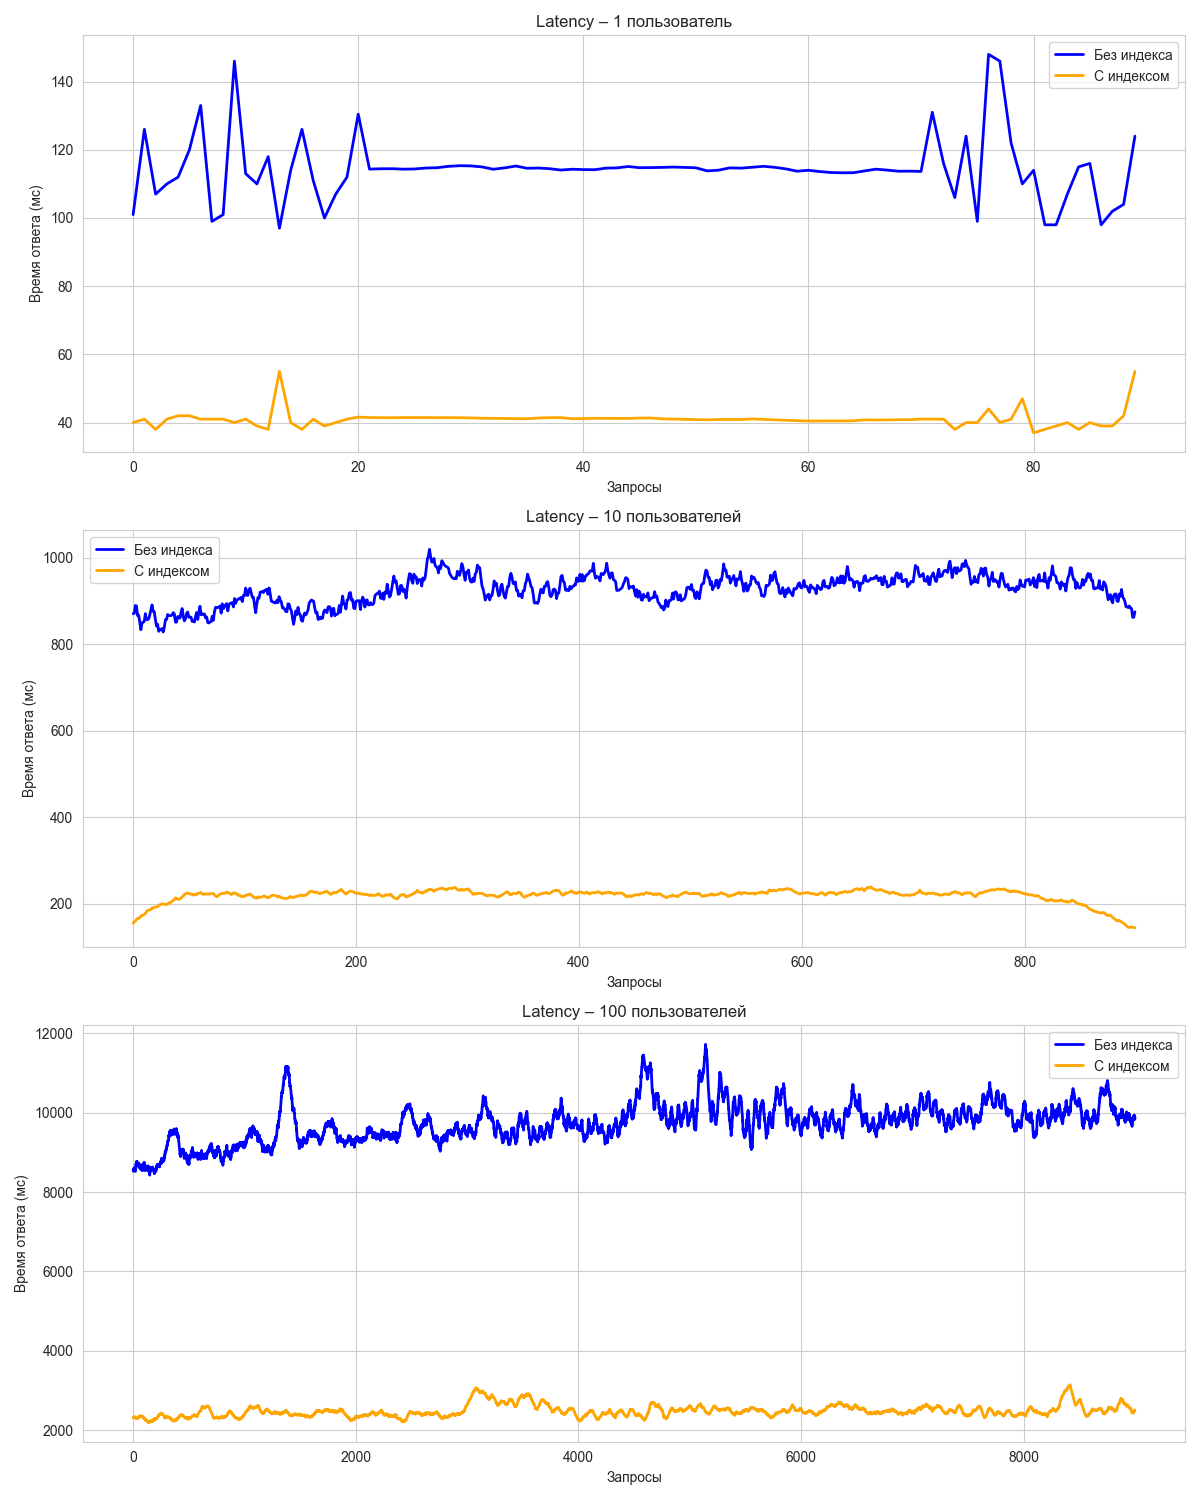 Latency – 1 пользователь
Без индекса
С индексом
Время ответа (мс)
140
120
100
80
60
40
0 20 40 60 80
Запросы
Latency – 10 пользователей
Без индекса
С индексом
Время ответа (мс)
1000
800
600
400
200
0 200 400 600 800
Запросы
Latency – 100 пользователей
Без индекса
С индексом
Время ответа (мс)
12000
10000
8000
6000
4000
2000
0 2000 4000 6000 8000
Запросы